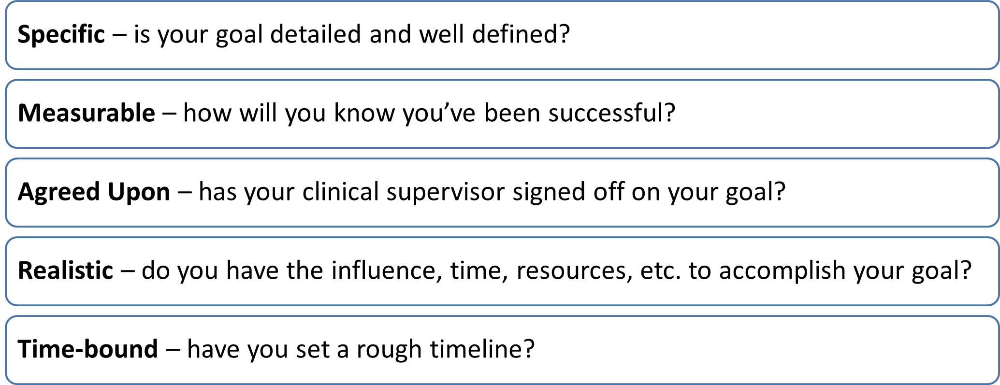 Specific – is your goal detailed and well defined?
Measurable – how will you know you’ve been successful?
Agreed Upon – has your clinical supervisor signed off on your goal?
Realistic – do you have the influence, time, resources, etc. to accomplish your goal?
Time-bound – have you set a rough timeline?